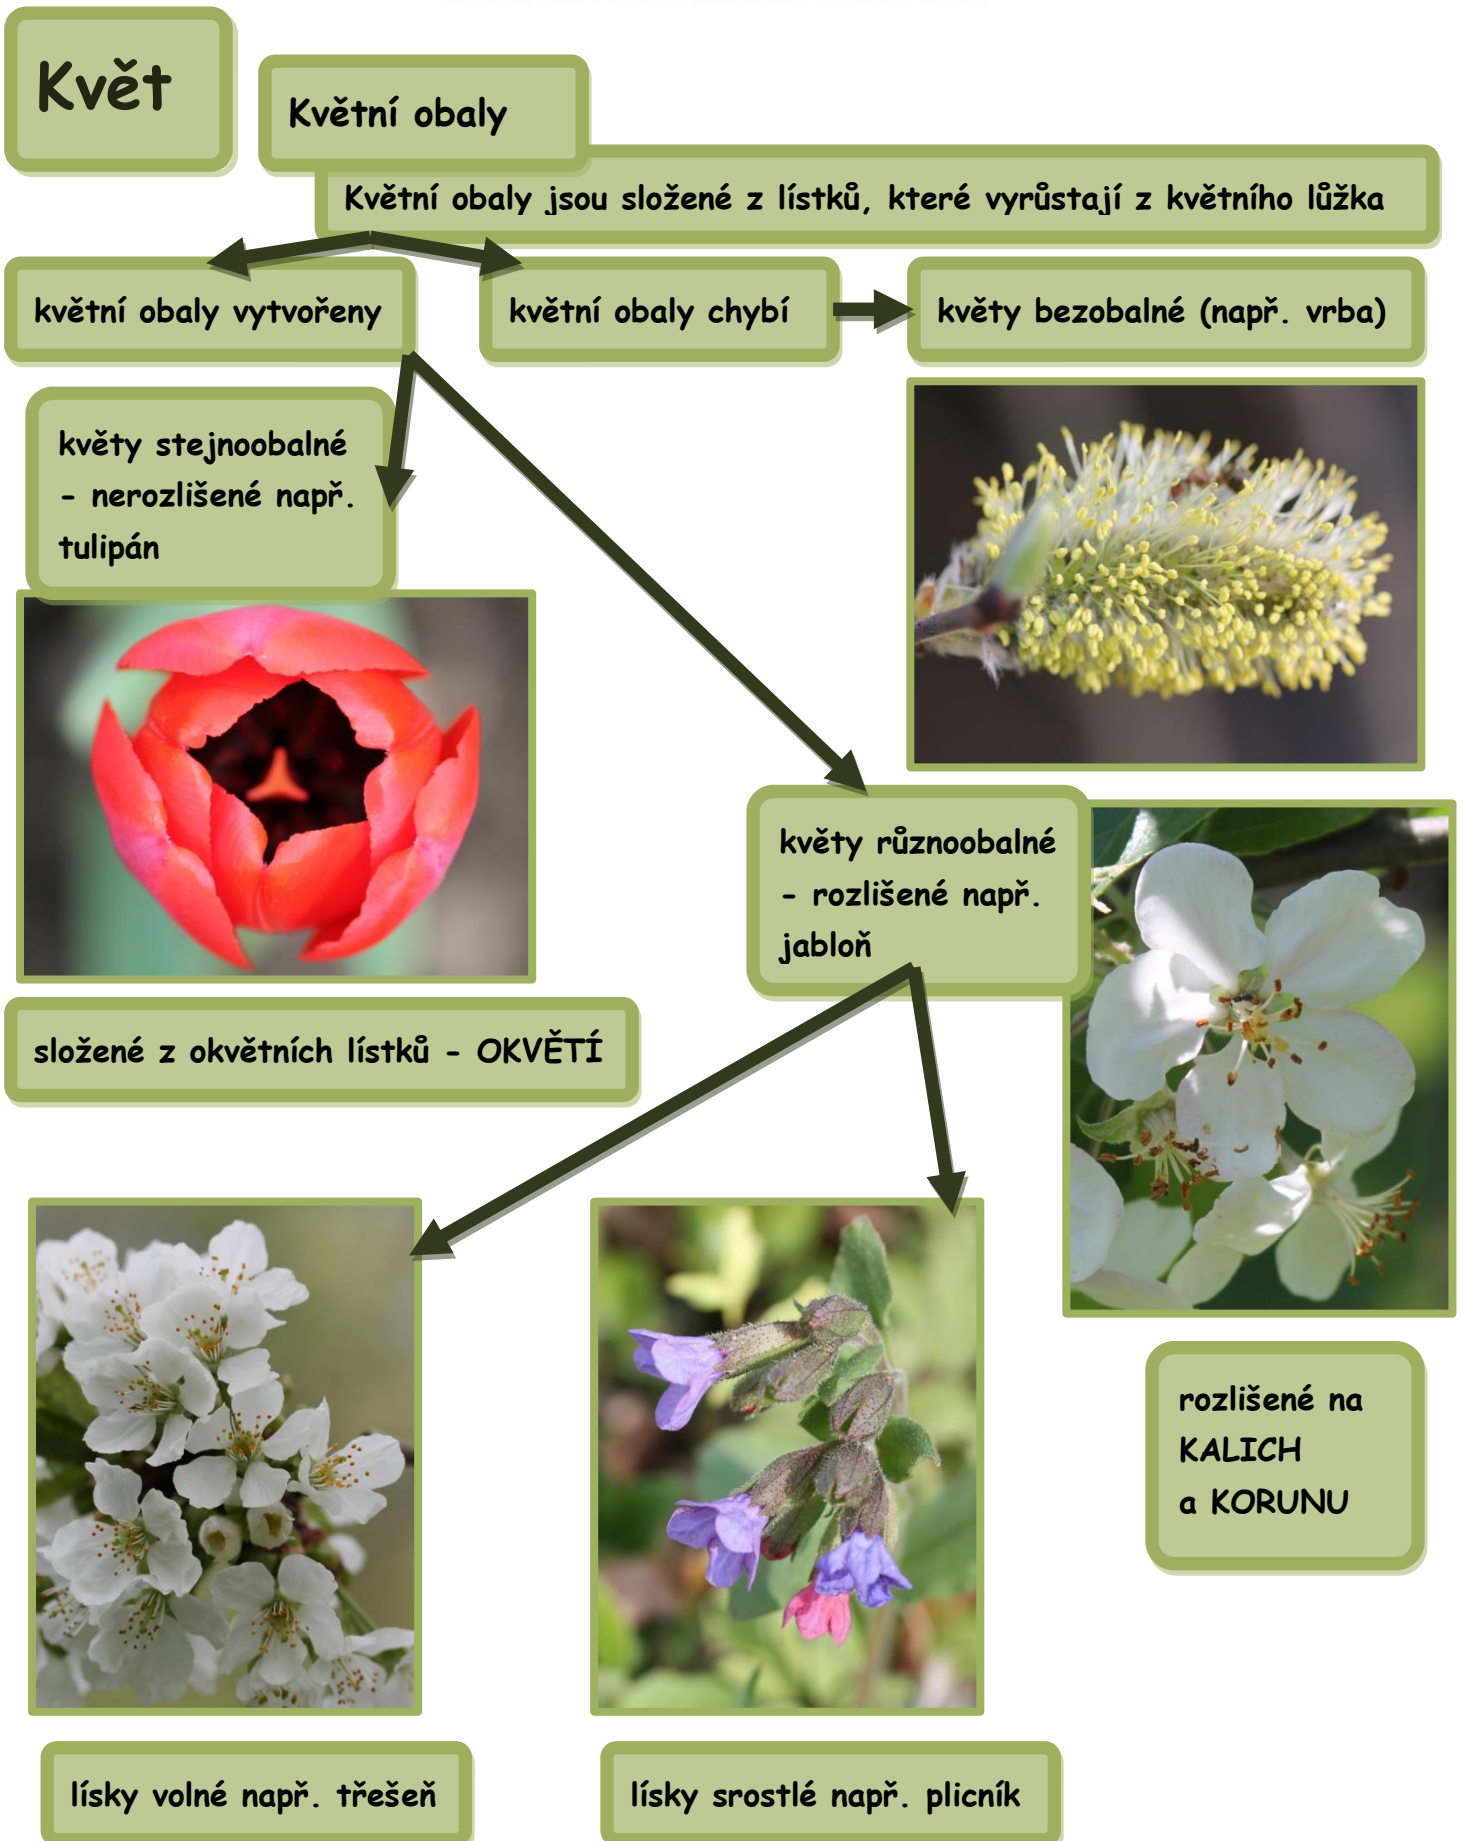 Květ
Květní obaly
Květní obaly jsou složené z lístků, které vyrůstají z květního lůžka
květní obaly vytvořeny
květní obaly chybí
květy bezobalné (např. vrba)
květy stejnoobalné
- nerozlišené např.
tulipán
květy různoobalné
- rozlišené např.
jabloň
složené z okvětních lístků - OKVĚTÍ
rozlišené na
KALICH
a KORUNU
lísky volné např. třešeň
lísky srostlé např. plicník